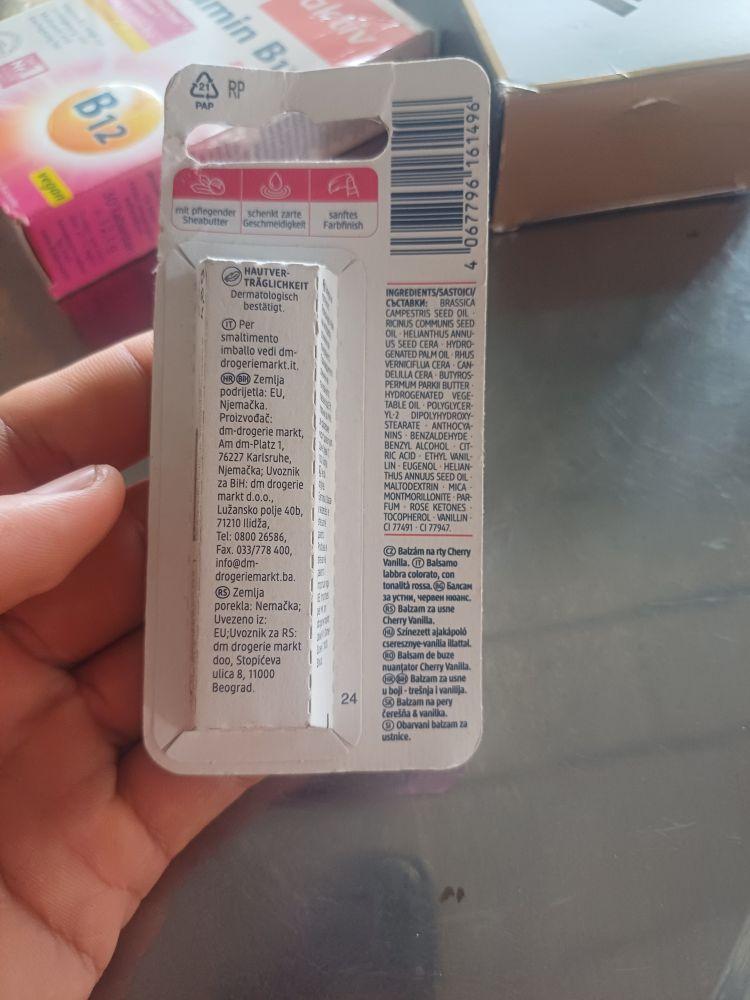 aktiv
amin B1
B12
vegan
21
PAP
RP
mit pflegender
Sheabutter
schenkt zarte
Geschmeidigkeit
sanftes
Farbfinish
4 067796 161496
HAUTVER-
TRÄGLICHKEIT
Dermatologisch
bestätigt.
IT Per
smaltimento
imballo vedi dm-
drogeriemarkt.it.
HR BIH Zemlja
podrijetla: EU,
Njemačka.
Proizvođač:
dm-drogerie markt,
Am dm-Platz 1,
76227 Karlsruhe,
Njemačka; Uvoznik
za BiH: dm drogerie
markt d.o.o.,
Lužansko polje 40b,
71210 Ilidža,
Tel: 0800 26586,
Fax. 033/778 400,
info@dm-
drogeriemarkt.ba.
RS Zemlja
porekla: Nemačka;
Uvezeno iz:
EU;Uvoznik za RS:
dm drogerie markt
doo, Stopićeva
ulica 8, 11000
Beograd.
24
INGREDIENTS/SASTOJCI/
СЪСТАВКИ: BRASSICA
CAMPESTRIS SEED OIL ·
RICINUS COMMUNIS SEED
OIL · HELIANTHUS ANNU-
US SEED CERA · HYDRO-
GENATED PALM OIL · RHUS
VERNICIFLUA CERA · CAN-
DELILLA CERA · BUTYROS-
PERMUM PARKII BUTTER ·
HYDROGENATED VEGE-
TABLE OIL · POLYGLYCER-
YL-2 DIPOLYHYDROXY-
STEARATE · ANTHOCYA-
NINS · BENZALDEHYDE ·
BENZYL ALCOHOL · CIT-
RIC ACID · ETHYL VANIL-
LIN · EUGENOL · HELIAN-
THUS ANNUUS SEED OIL ·
MALTODEXTRIN · MICA ·
MONTMORILLONITE · PAR-
FUM · ROSE KETONES ·
TOCOPHEROL · VANILLIN ·
CI 77491 · CI 77947.
CZ Balzám na rty Cherry
Vanilla. IT Balsamo
labbra colorato, con
tonalità rossa. BG Балсам
за устни, червен нюанс.
RS Balzam za usne
Cherry Vanilla.
HU Színezett ajakápoló
cseresznye-vanília illattal.
RO Balsam de buze
nuanțator Cherry Vanilla.
HR BIH Balzam za usne
u boji - trešnja i vanilija.
SK Balzam na pery
čerešňa & vanilka.
SI Obarvani balzam za
ustnice.